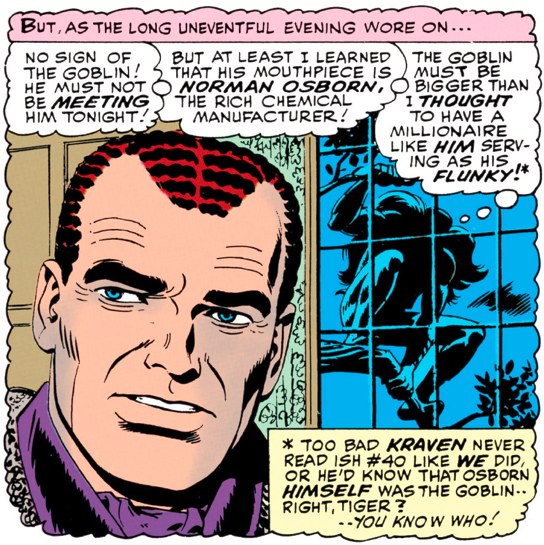 BUT, AS THE LONG UNEVENTFUL EVENING WORE ON...
NO SIGN OF
THE GOBLIN!
HE MUST NOT
BE MEETING
HIM TONIGHT!
BUT AT LEAST I LEARNED
THAT HIS MOUTHPIECE IS
NORMAN OSBORN,
THE RICH CHEMICAL
MANUFACTURER!
THE GOBLIN
MUST BE
BIGGER THAN
I THOUGHT
TO HAVE A
MILLIONAIRE
LIKE HIM SERV-
ING AS HIS
FLUNKY!*
* TOO BAD KRAVEN NEVER
READ ISH #40 LIKE WE DID,
OR HE'D KNOW THAT OSBORN
HIMSELF WAS THE GOBLIN--
RIGHT, TIGER?
--YOU KNOW WHO!